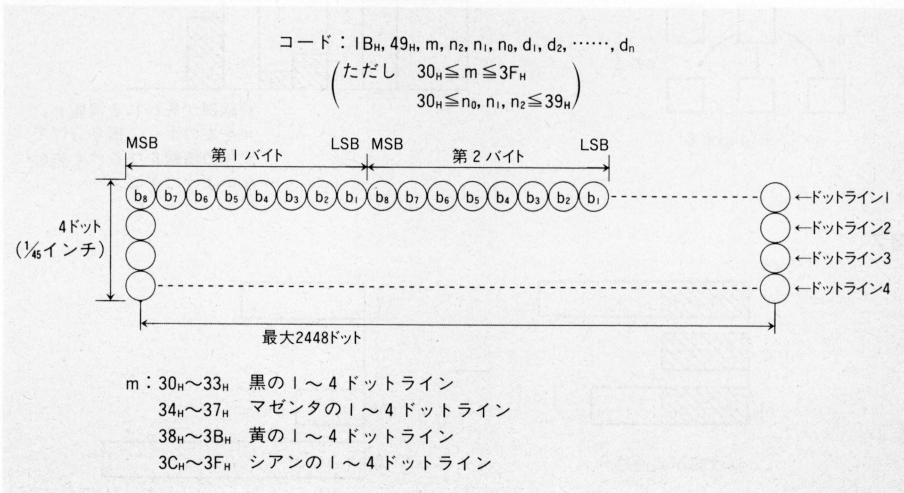 コード：1Bₕ, 49ₕ, m, n₂, n₁, n₀, d₁, d₂, ……, dₙ
(ただし 30ₕ≦m≦3Fₕ
30ₕ≦n₀, n₁, n₂≦39ₕ)
MSB 第1バイト LSB MSB 第2バイト LSB
b₈ b₇ b₆ b₅ b₄ b₃ b₂ b₁ b₈ b₇ b₆ b₅ b₄ b₃ b₂ b₁ ←ドットライン1
4ドット
(1/45インチ)
←ドットライン2
←ドットライン3
←ドットライン4
最大2448ドット
m：30ₕ～33ₕ 黒の1～4ドットライン
34ₕ～37ₕ マゼンタの1～4ドットライン
38ₕ～3Bₕ 黄の1～4ドットライン
3Cₕ～3Fₕ シアンの1～4ドットライン